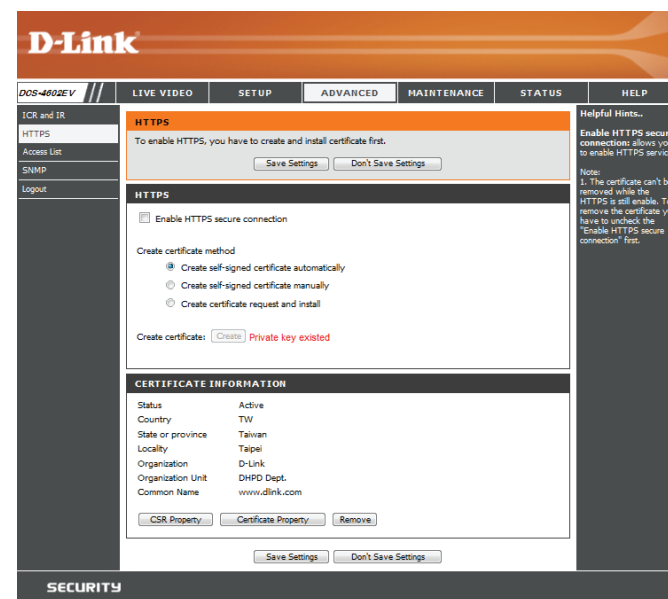 D-Link
DCS-4602EV
LIVE VIDEO SETUP ADVANCED MAINTENANCE STATUS HELP
ICR and IR
HTTPS
Access List
SNMP
Logout
HTTPS
To enable HTTPS, you have to create and install certificate first.
Save Settings Don't Save Settings
HTTPS
Enable HTTPS secure connection
Create certificate method
Create self-signed certificate automatically
Create self-signed certificate manually
Create certificate request and install
Create certificate: Create Private key existed
CERTIFICATE INFORMATION
Status Active
Country TW
State or province Taiwan
Locality Taipei
Organization D-Link
Organization Unit DHPD Dept.
Common Name www.dlink.com
CSR Property Certificate Property Remove
Save Settings Don't Save Settings
Helpful Hints..
Enable HTTPS secur
connection: allows yo
to enable HTTPS servic
Note:
1. The certificate can't b
removed while the
HTTPS is still enable. T
remove the certificate y
have to uncheck the
"Enable HTTPS secure
connection" first.
SECURITY